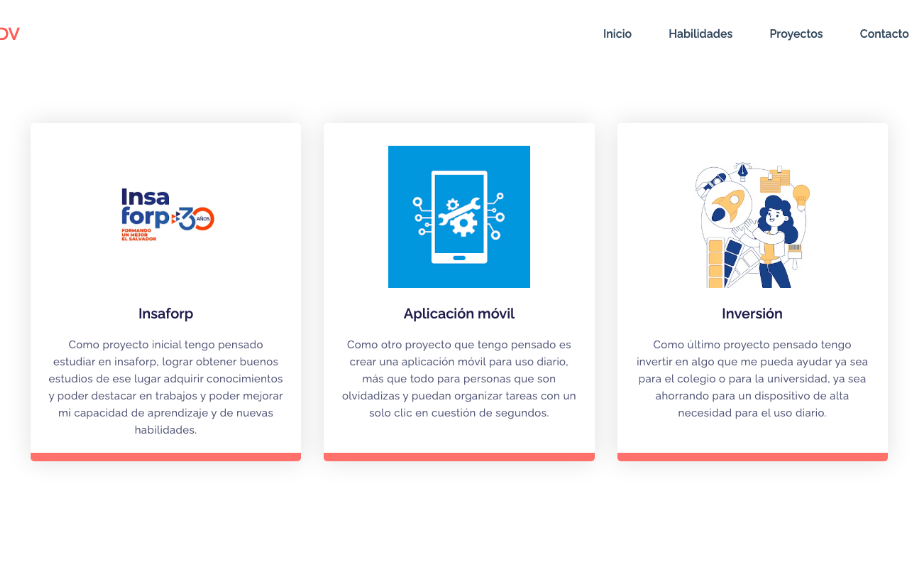 DV
Inicio Habilidades Proyectos Contacto
Insa
forp 30 AÑOS
FORMANDO
UN MEJOR
EL SALVADOR
Insaforp
Como proyecto inicial tengo pensado
estudiar en insaforp, lograr obtener buenos
estudios de ese lugar adquirir conocimientos
y poder destacar en trabajos y poder mejorar
mi capacidad de aprendizaje y de nuevas
habilidades.
Aplicación móvil
Como otro proyecto que tengo pensado es
crear una aplicación móvil para uso diario,
más que todo para personas que son
olvidadizas y puedan organizar tareas con un
solo clic en cuestión de segundos.
Inversión
Como último proyecto pensado tengo
invertir en algo que me pueda ayudar ya sea
para el colegio o para la universidad, ya sea
ahorrando para un dispositivo de alta
necesidad para el uso diario.